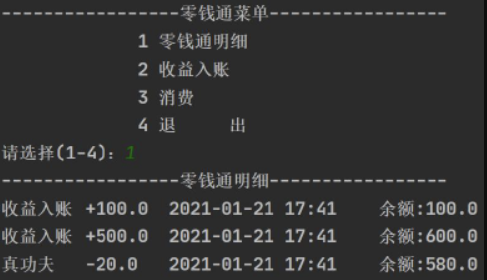 -----------------零钱通菜单-----------------
1 零钱通明细
2 收益入账
3 消费
4 退      出
请选择(1-4): 1
-----------------零钱通明细-----------------
收益入账 +100.0  2021-01-21 17:41    余额:100.0
收益入账 +500.0  2021-01-21 17:41    余额:600.0
真功夫   -20.0   2021-01-21 17:41    余额:580.0